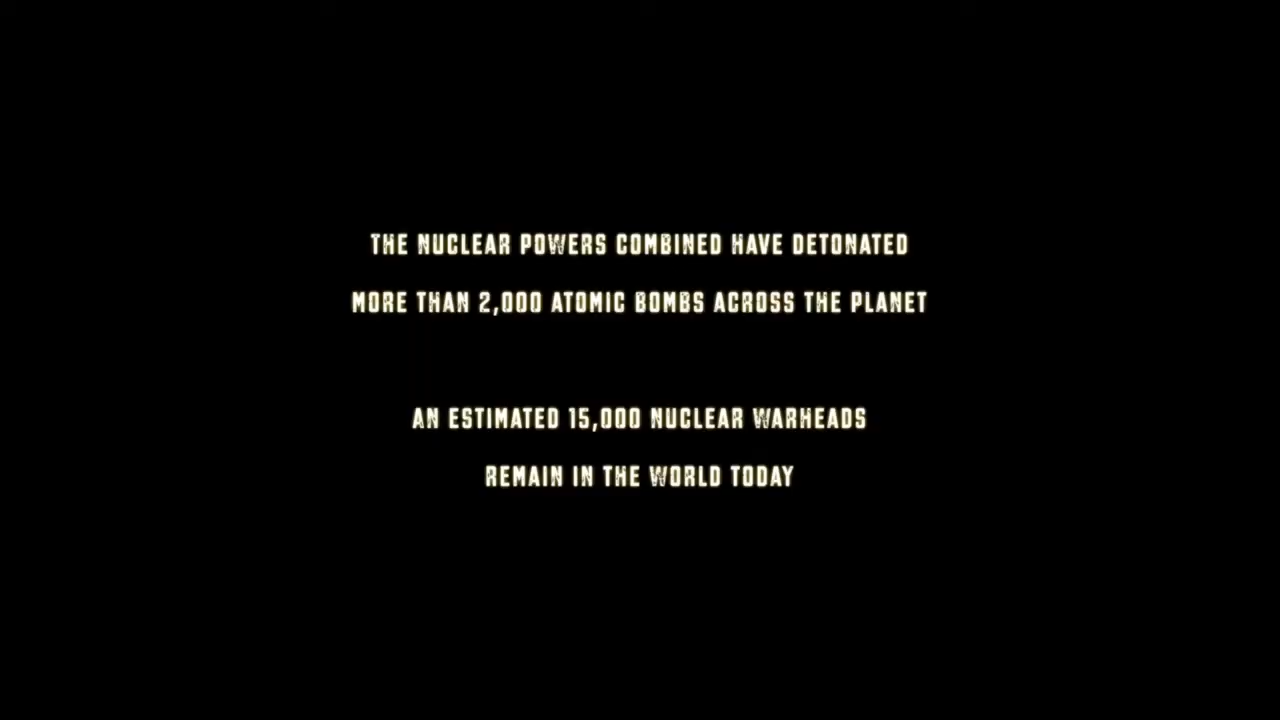 THE NUCLEAR POWERS COMBINED HAVE DETONATED
MORE THAN 2,000 ATOMIC BOMBS ACROSS THE PLANET
AN ESTIMATED 15,000 NUCLEAR WARHEADS
REMAIN IN THE WORLD TODAY